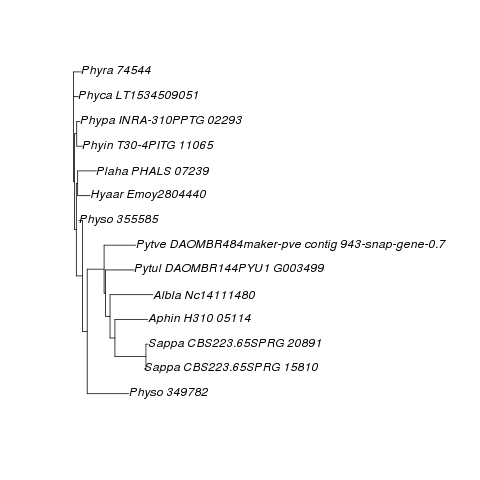 Phyra 74544
Phyca LT1534509051
Phypa INRA-310PPTG 02293
Phyin T30-4PITG 11065
Plaha PHALS 07239
Hyaar Emoy2804440
Physo 355585
Pytve DAOMBR484maker-pve contig 943-snap-gene-0.7
Pytul DAOMBR144PYU1 G003499
Albla Nc14111480
Aphin H310 05114
Sappa CBS223.65SPRG 20891
Sappa CBS223.65SPRG 15810
Physo 349782